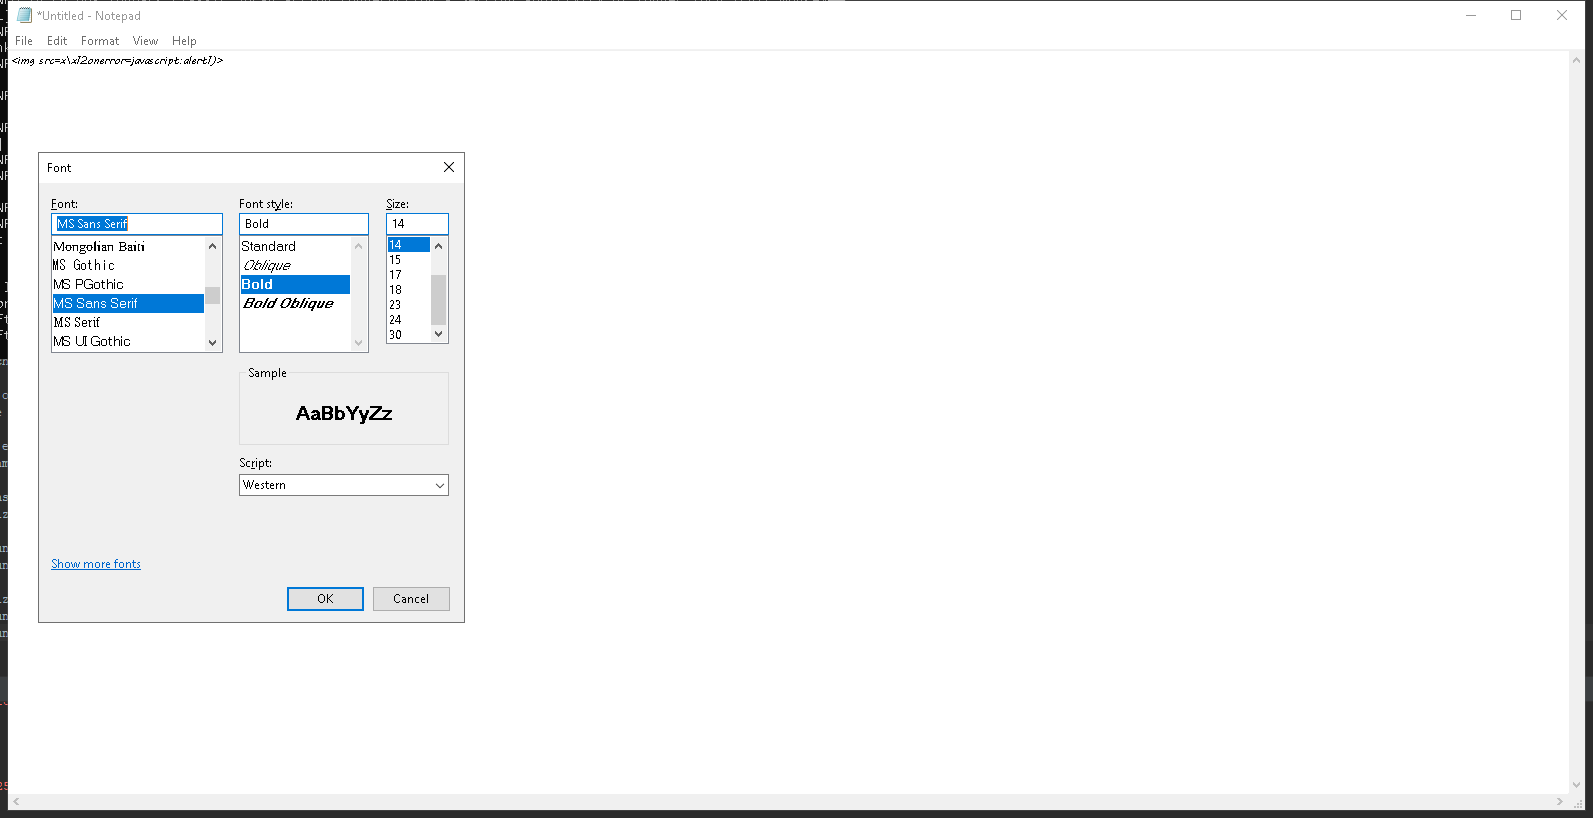 *Untitled - Notepad
File Edit Format View Help
<img src=x\x12onerror=javascript:alert1)>
Font
Font: Font style: Size:
MS Sans Serif Bold 14
Mongolian Baiti Standard 14
MS Gothic Oblique 15
MS PGothic Bold 17
MS Sans Serif Bold Oblique 18
MS Serif 23
MS UI Gothic 24
30
Sample
AaBbYyZz
Script:
Western
Show more fonts
OK Cancel